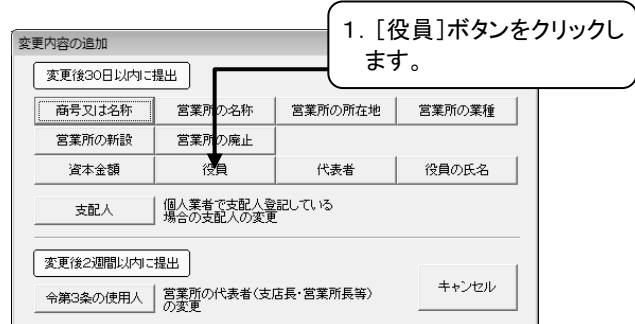 1．［役員］ボタンをクリックし
ます。
変更内容の追加
変更後30日以内に提出
商号又は名称 営業所の名称 営業所の所在地 営業所の業種
営業所の新設 営業所の廃止
資本金額 役員 代表者 役員の氏名
支配人 個人業者で支配人登記している
場合の支配人の変更
変更後2週間以内に提出
令第3条の使用人 営業所の代表者(支店長・営業所長等)
の変更
キャンセル